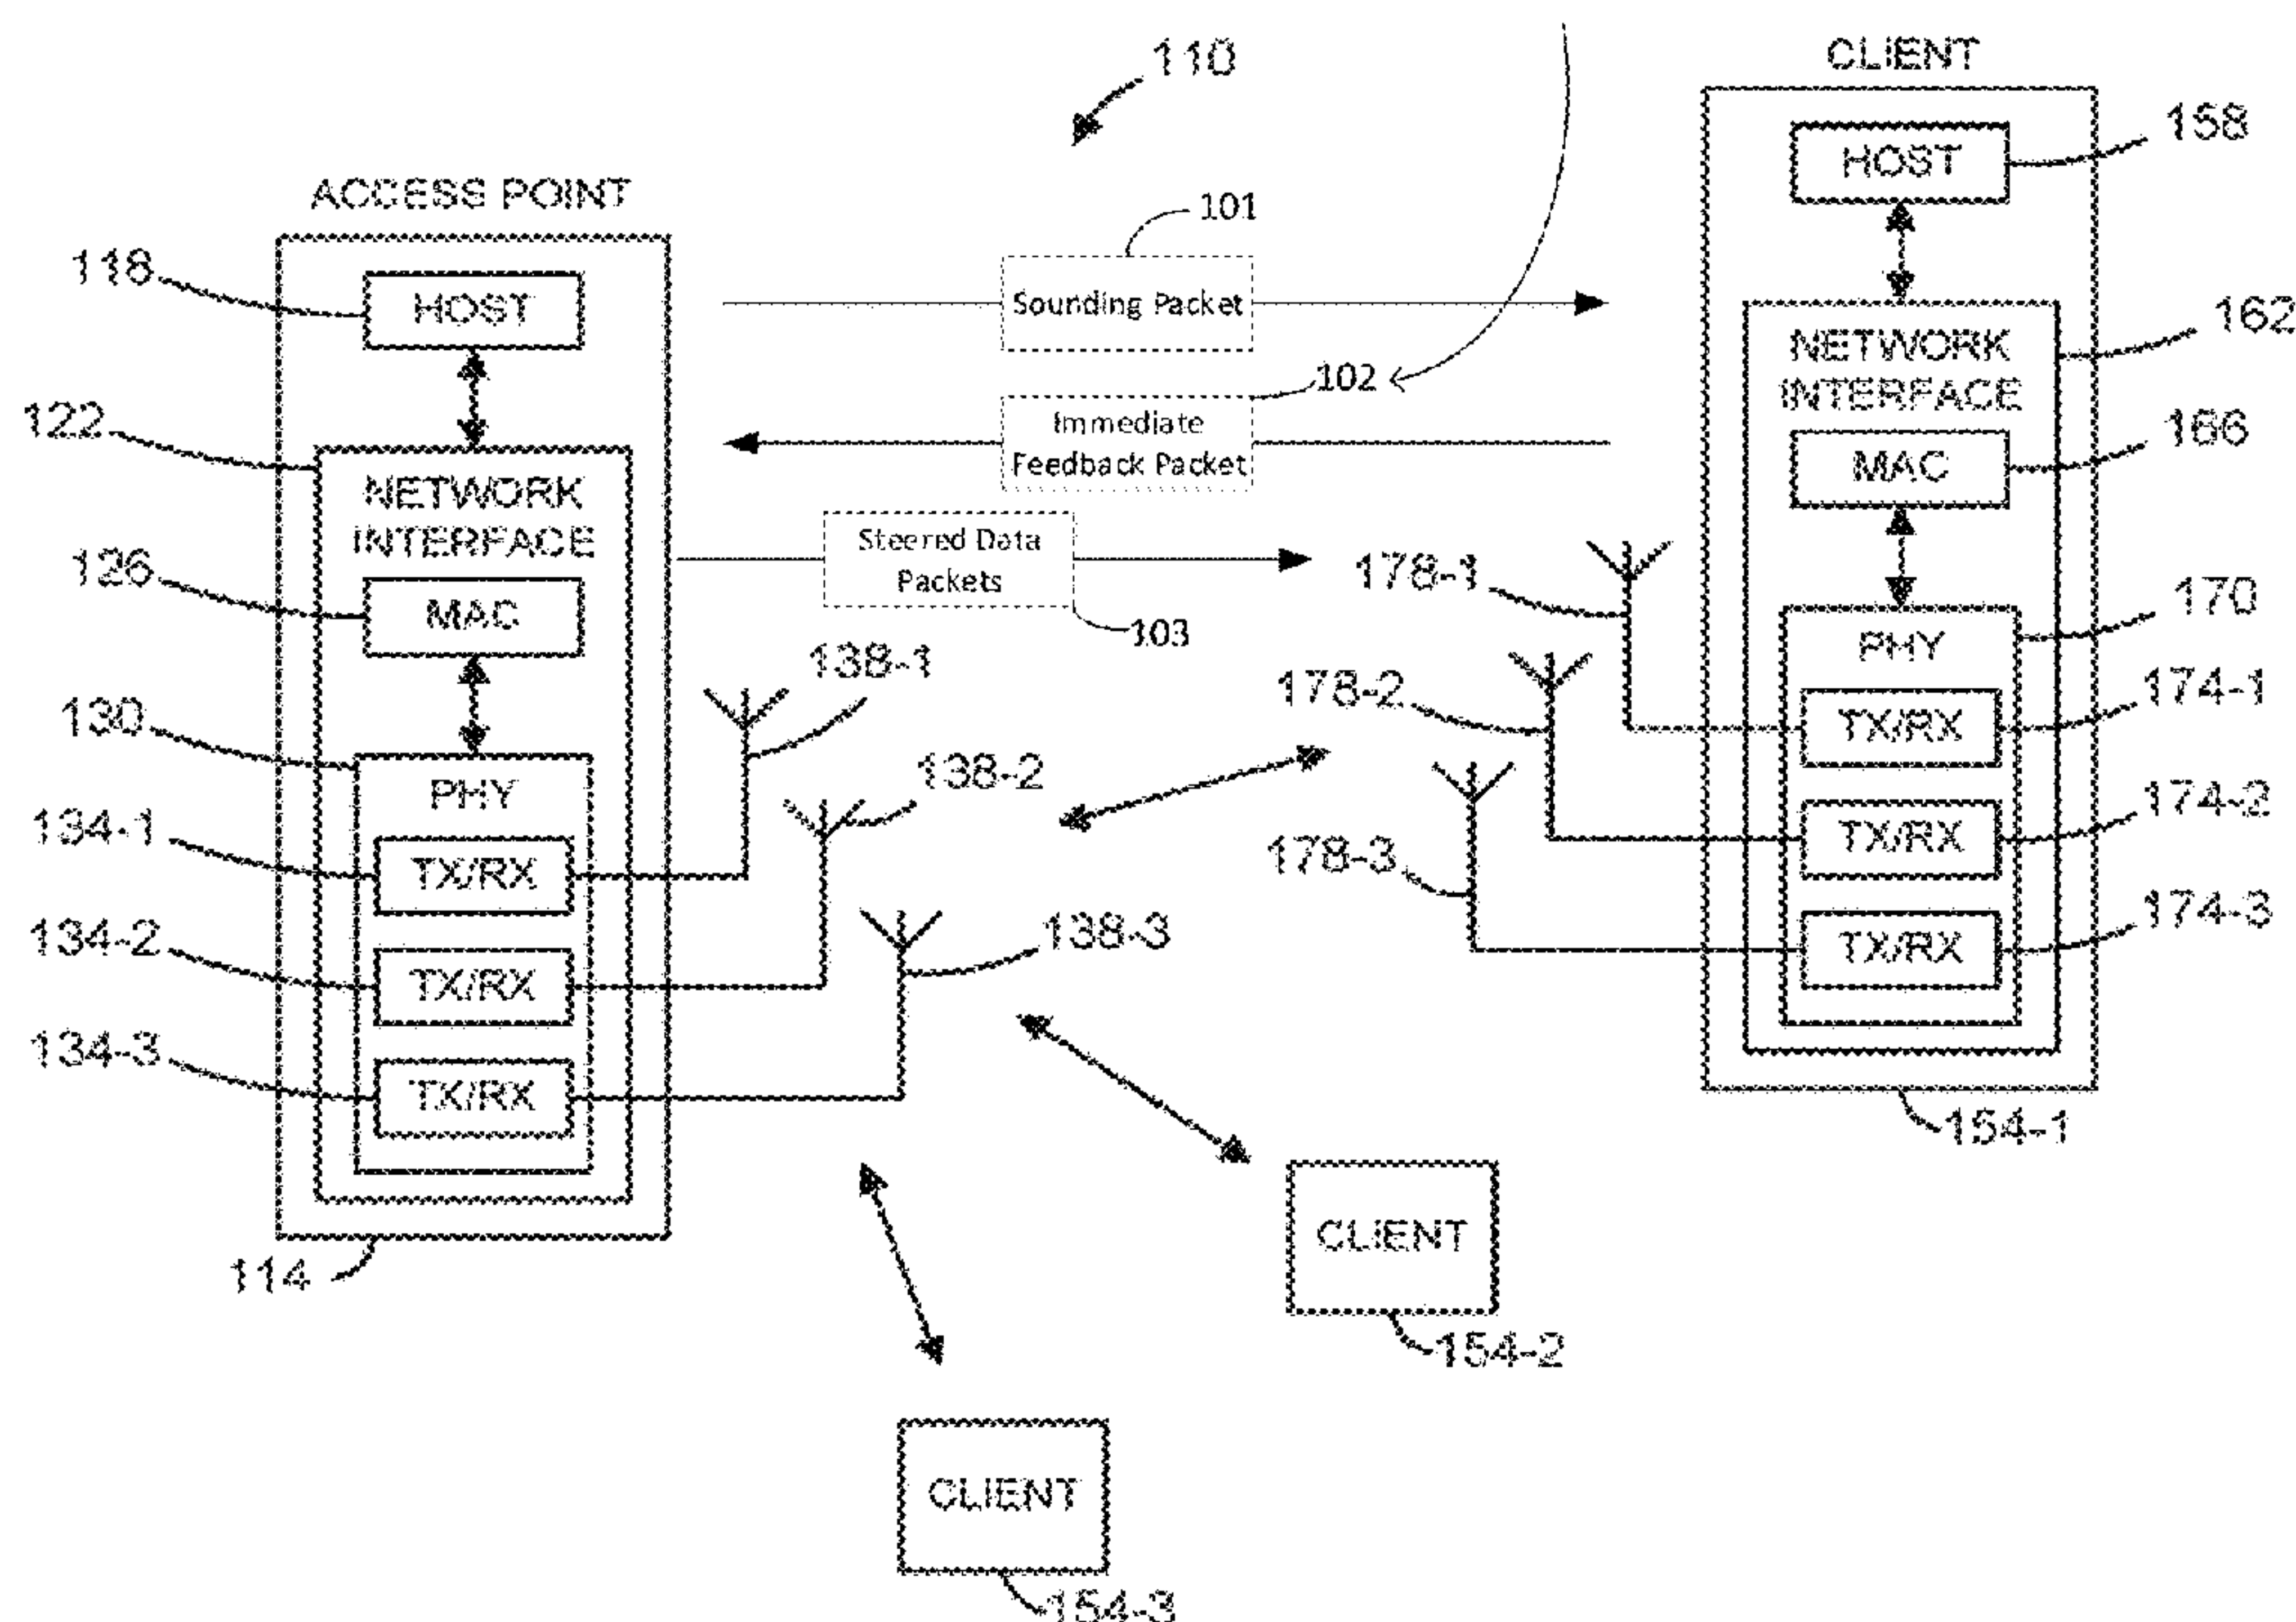 110
CLIENT
158
HOST
ACCESS POINT
101
118
HOST
Sounding Packet
162
NETWORK
INTERFACE
102
122
Immediate
Feedback Packet
166
MAC
NETWORK
INTERFACE
Steered Data
Packets
178-1
126
MAC
103
170
PHY
138-1
178-2
174-1
TX/RX
130
PHY
138-2
174-2
TX/RX
134-1
TX/RX
178-3
174-3
TX/RX
134-2
TX/RX
138-3
134-3
TX/RX
154-1
114
CLIENT
154-2
CLIENT
154-3